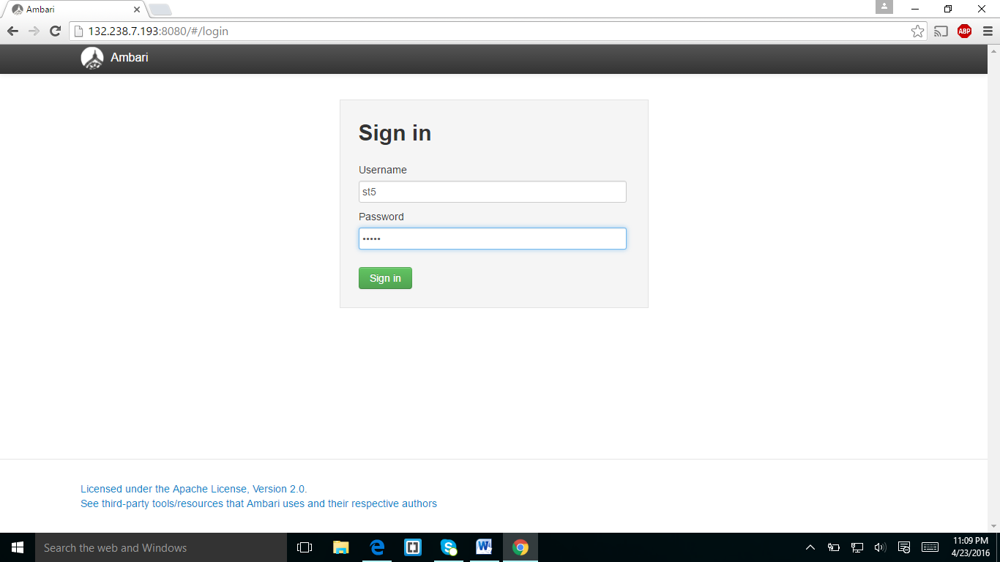 Ambari
132.238.7.193:8080/#/login
ABP
Ambari
Sign in
Username
st5
Password
•••••
Sign in
Licensed under the Apache License, Version 2.0.
See third-party tools/resources that Ambari uses and their respective authors
Search the web and Windows
11:09 PM
4/23/2016